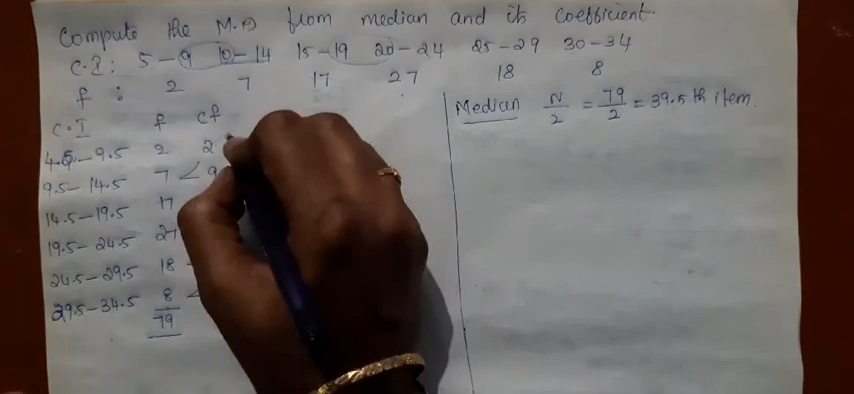 Compute the M.D from median and its coefficient.
C.I : 5-9 10-14 15-19 20-24 25-29 30-34
f : 2 7 17 27 18 8
C.I f cf
4.5-9.5 2 2
9.5-14.5 7 9
14.5-19.5 17
19.5-24.5 27
24.5-29.5 18
29.5-34.5 8
79
Median N/2 = 79/2 = 39.5th item.